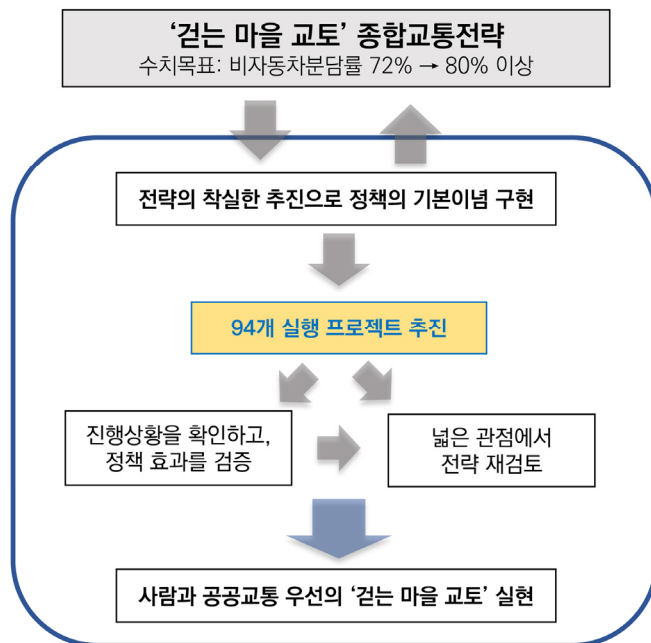 ‘걷는 마을 교토’ 종합교통전략
수치목표: 비자동차분담률 72% → 80% 이상
전략의 착실한 추진으로 정책의 기본이념 구현
94개 실행 프로젝트 추진
진행상황을 확인하고,
정책 효과를 검증
넓은 관점에서
전략 재검토
사람과 공공교통 우선의 ‘걷는 마을 교토’ 실현